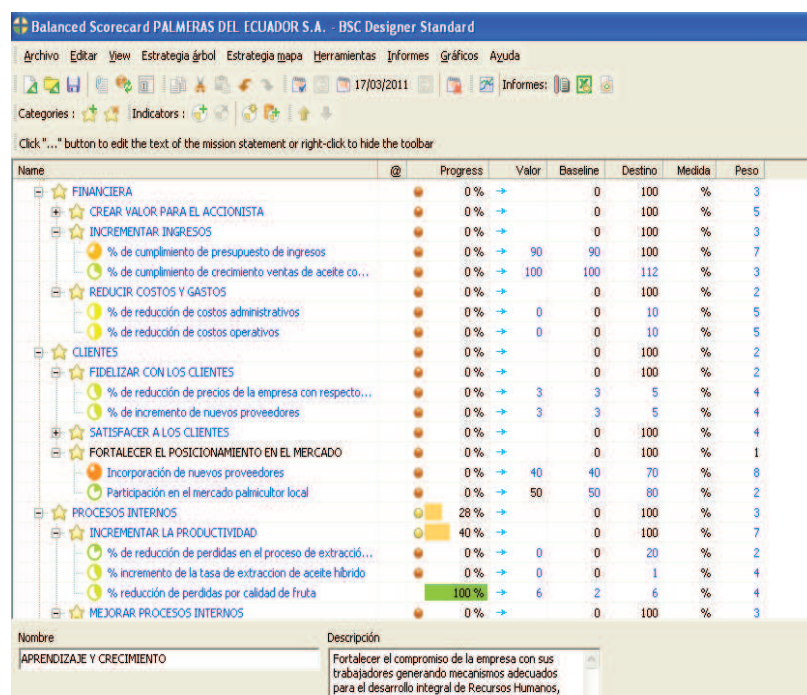 Balanced Scorecard PALMERAS DEL ECUADOR S.A. - BSC Designer Standard
Archivo Editar View Estrategia árbol Estrategia mapa Herramientas Informes Gráficos Ayuda
17/03/2011 Informes:
Categories : Indicators :
Click "..." button to edit the text of the mission statement or right-click to hide the toolbar
Name @ Progress Valor Baseline Destino Medida Peso
FINANCIERA 0 % 0 100 % 3
CREAR VALOR PARA EL ACCIONISTA 0 % 0 100 % 5
INCREMENTAR INGRESOS 0 % 0 100 % 3
% de cumplimiento de presupuesto de ingresos 0 % 90 90 100 % 7
% de cumplimiento de crecimiento ventas de aceite co... 0 % 100 100 112 % 3
REDUCIR COSTOS Y GASTOS 0 % 0 100 % 2
% de reducción de costos administrativos 0 % 0 0 10 % 5
% de reducción de costos operativos 0 % 0 0 10 % 5
CLIENTES 0 % 0 100 % 2
FIDELIZAR CON LOS CLIENTES 0 % 0 100 % 2
% de reducción de precios de la empresa con respecto... 0 % 3 3 5 % 4
% de incremento de nuevos proveedores 0 % 3 3 5 % 4
SATISFACER A LOS CLIENTES 0 % 0 100 % 4
FORTALECER EL POSICIONAMIENTO EN EL MERCADO 0 % 0 100 % 1
Incorporación de nuevos proveedores 0 % 40 40 70 % 8
Participación en el mercado palmicultor local 0 % 50 50 80 % 2
PROCESOS INTERNOS 28 % 0 100 % 3
INCREMENTAR LA PRODUCTIVIDAD 40 % 0 100 % 7
% de reducción de perdidas en el proceso de extracció... 0 % 0 0 20 % 2
% incremento de la tasa de extraccion de aceite híbrido 0 % 0 0 1 % 4
% reducción de perdidas por calidad de fruta 100 % 6 2 6 % 4
MEJORAR PROCESOS INTERNOS 0 % 0 100 % 3
Nombre Descripción
APRENDIZAJE Y CRECIMIENTO Fortalecer el compromiso de la empresa con sus
trabajadores generando mecanismos adecuados
para el desarrollo integral de Recursos Humanos,